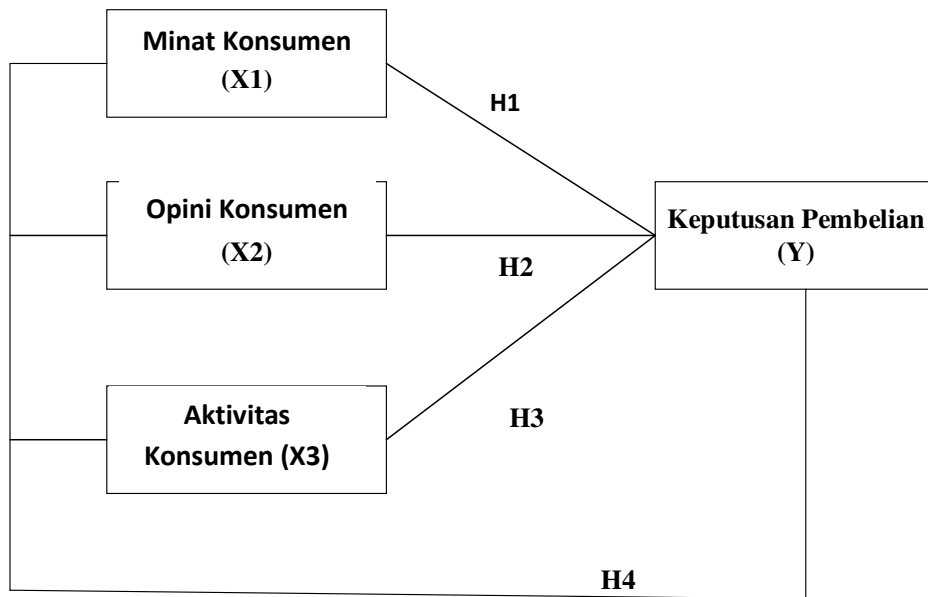 Minat Konsumen
(X1)
H1
Opini Konsumen
(X2)
Keputusan Pembelian
(Y)
H2
Aktivitas
Konsumen (X3)
H3
H4